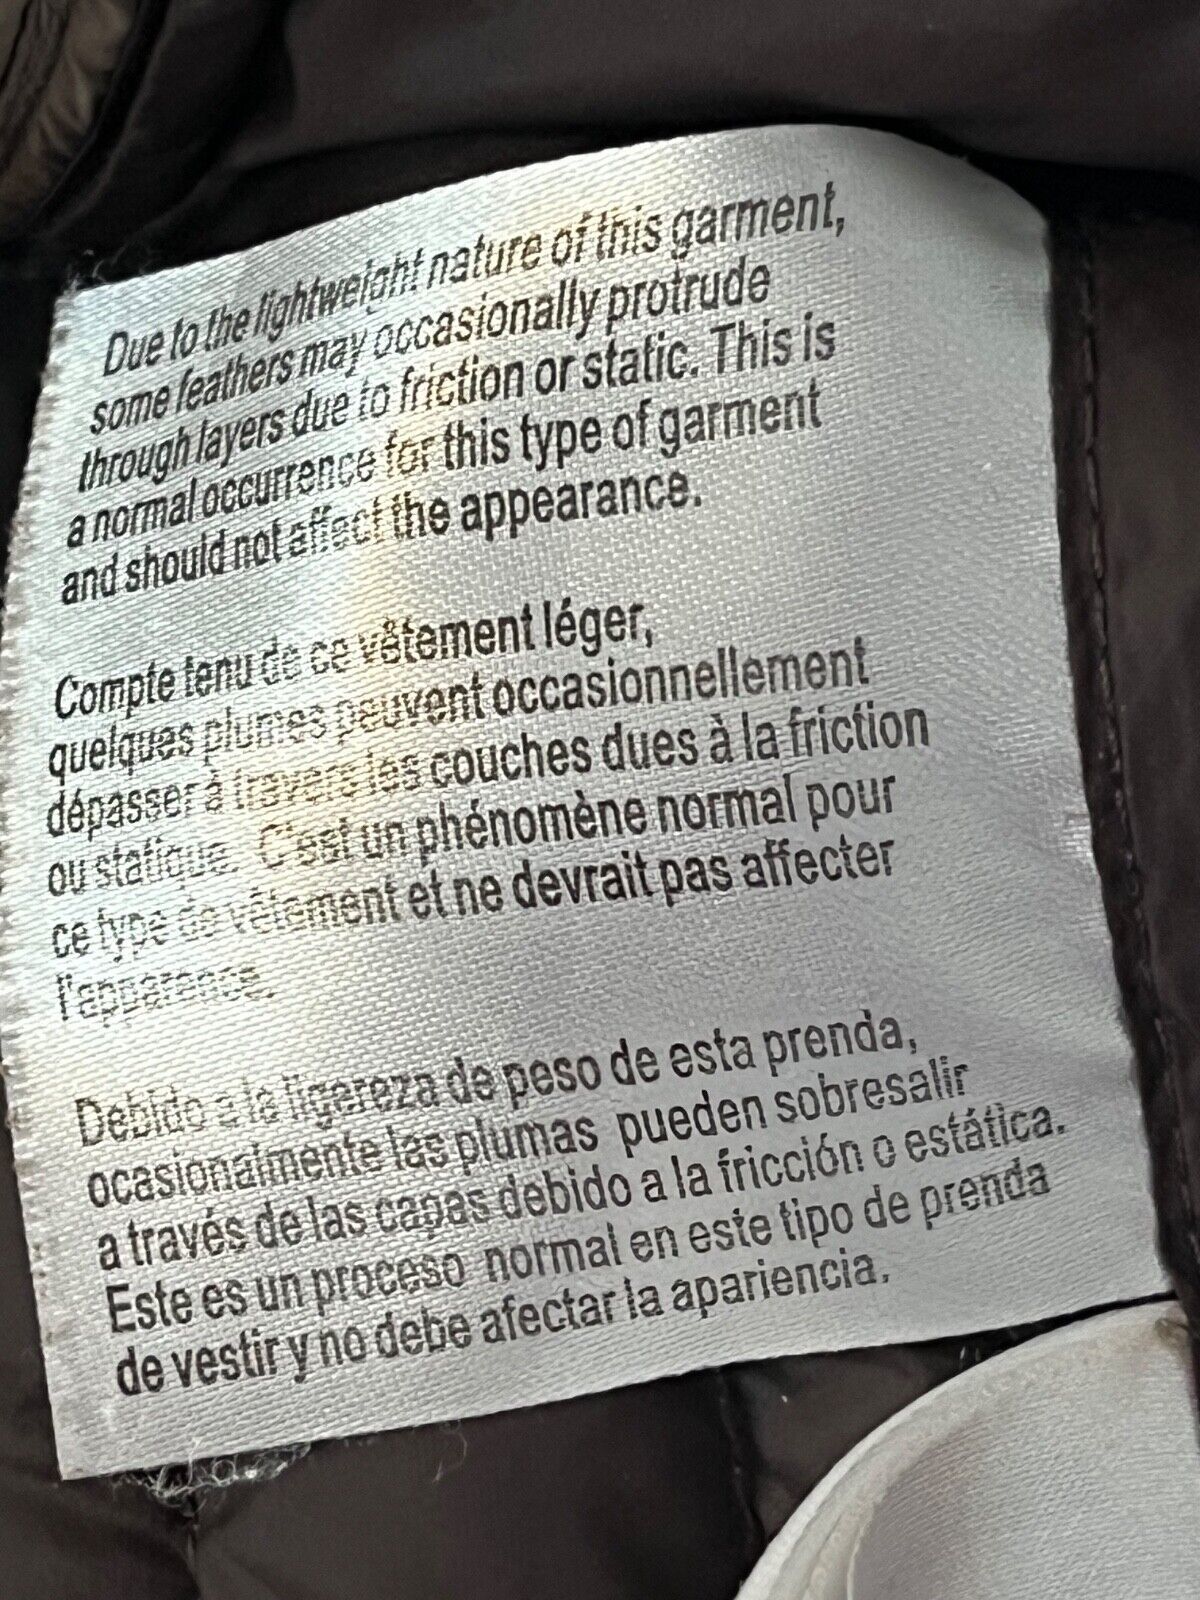 Due to the lightweight nature of this garment,
some feathers may occasionally protrude
through layers due to friction or static. This is
a normal occurrence for this type of garment
and should not affect the appearance.
Compte tenu de ce vêtement léger,
quelques plumes peuvent occasionnellement
dépasser à travers les couches dues à la friction
ou statique. C'est un phénomène normal pour
ce type de vêtement et ne devrait pas affecter
l'apparence.
Debido a la ligereza de peso de esta prenda,
ocasionalmente las plumas pueden sobresalir
a través de las capas debido a la fricción o estática.
Este es un proceso normal en este tipo de prenda
de vestir y no debe afectar la apariencia.